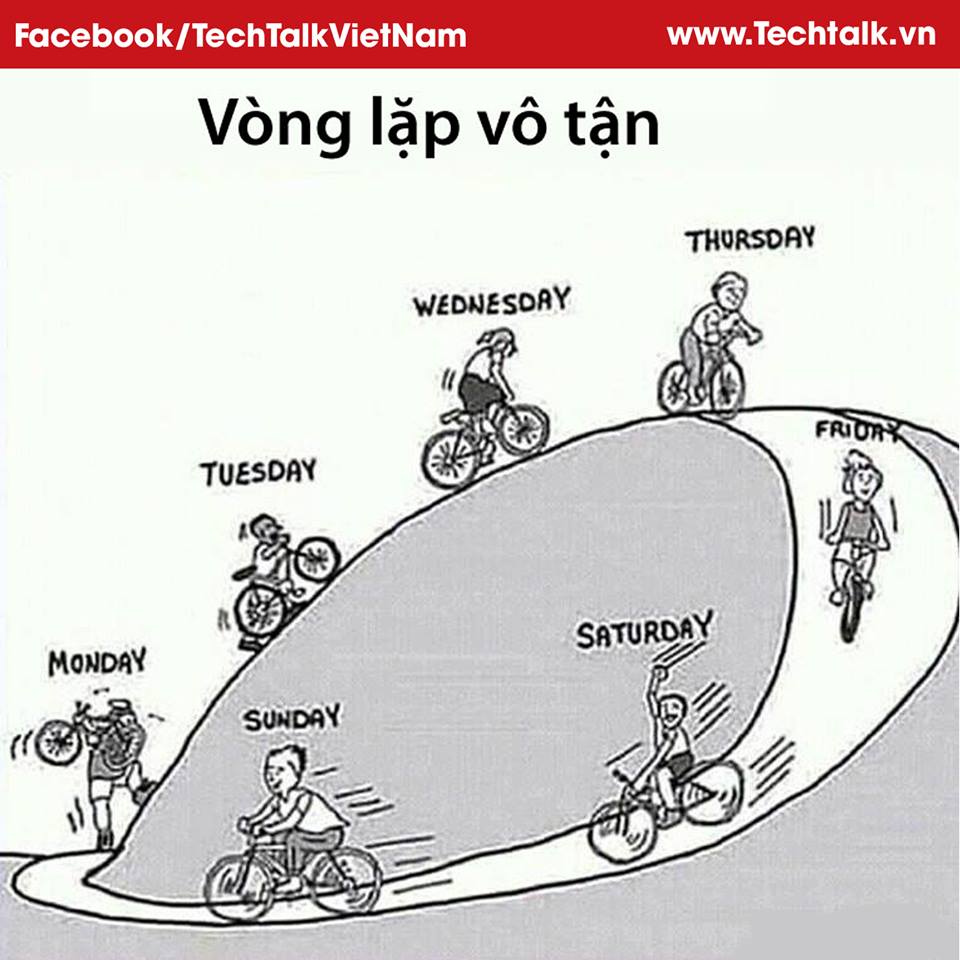 Facebook/TechTalkVietNam
www.Techtalk.vn
Vòng lặp vô tận
THURSDAY
WEDNESDAY
FRIDAY
TUESDAY
SATURDAY
MONDAY
SUNDAY